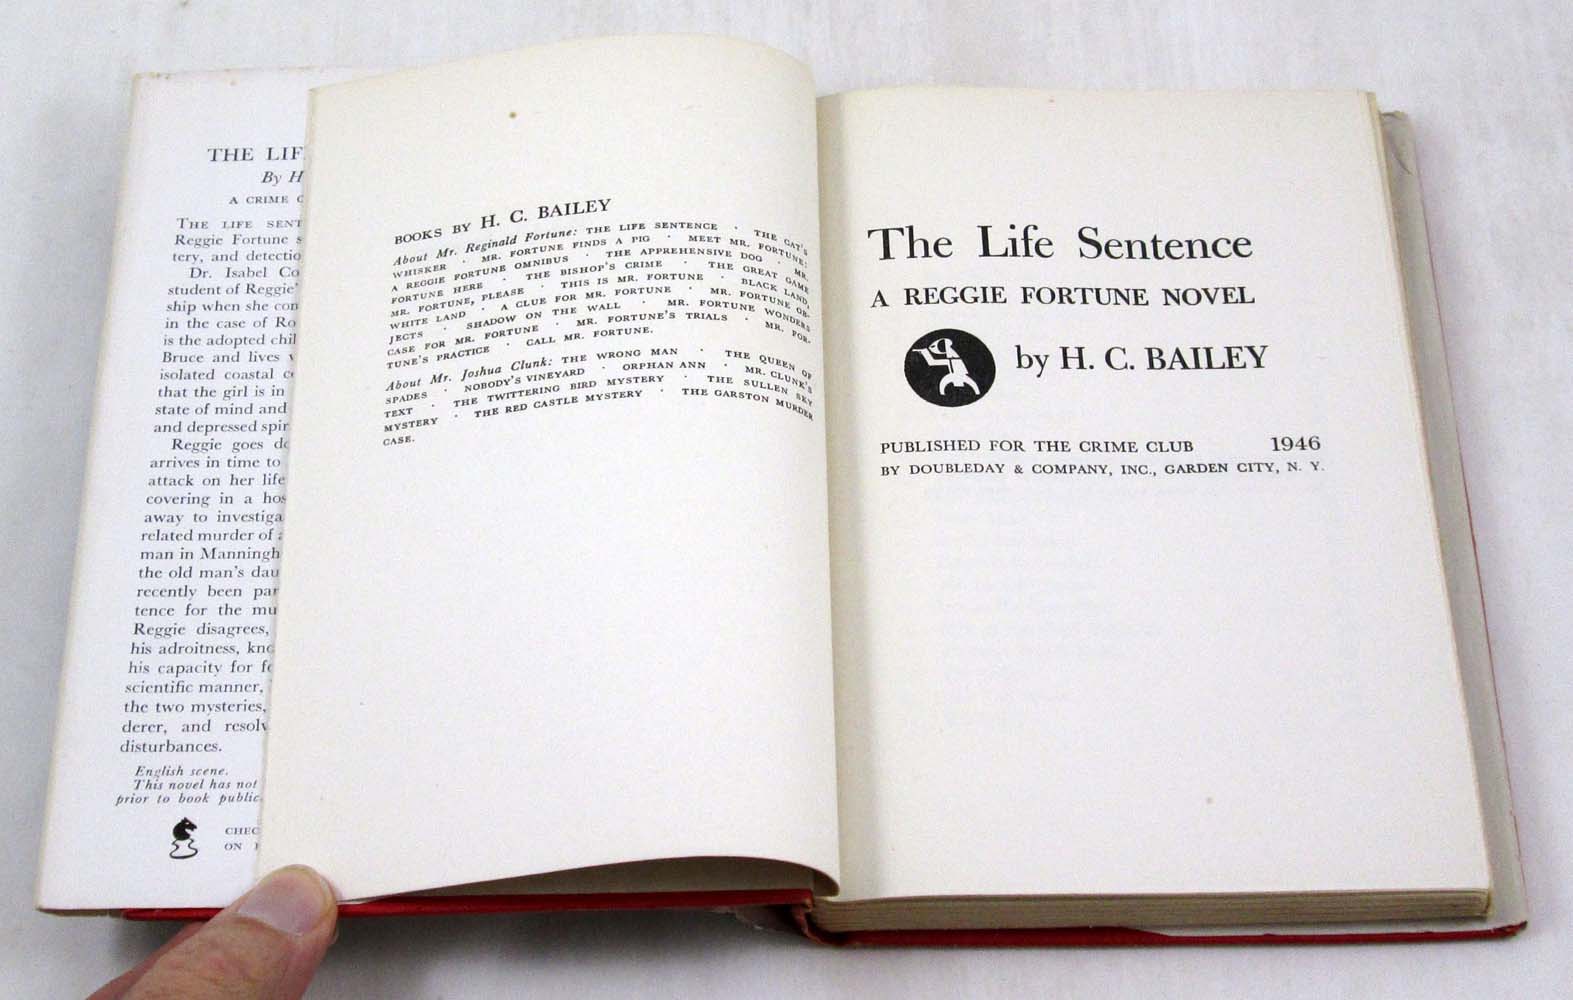 THE LIF
By H
A CRIME C
THE LIFE SENT
Reggie Fortune s
tery, and detectio
Dr. Isabel Co
student of Reggie'
ship when she con
in the case of Ro
is the adopted chil
Bruce and lives
isolated coastal c
that the girl is in
state of mind and
and depressed spir
Reggie goes do
arrives in time to
attack on her life
covering in a hos
away to investiga
related murder of a
man in Manningh
the old man's dau
recently been par
tence for the mu
Reggie disagrees,
his adroitness, kno
his capacity for fe
scientific manner,
the two mysteries,
derer, and resolv
disturbances.
English scene.
This novel has not
prior to book public
CHEC
ON
BOOKS BY H. C. BAILEY
About Mr. Reginald Fortune: THE LIFE SENTENCE · THE CAT'S
WHISKER · MR. FORTUNE FINDS A PIG · MEET MR. FORTUNE:
A REGGIE FORTUNE OMNIBUS · THE APPREHENSIVE DOG · MR.
FORTUNE HERE · THE BISHOP'S CRIME · THE GREAT GAME
MR. FORTUNE, PLEASE · THIS IS MR. FORTUNE · BLACK LAND,
WHITE LAND · A CLUE FOR MR. FORTUNE · MR. FORTUNE OB-
JECTS · SHADOW ON THE WALL · MR. FORTUNE WONDERS
CASE FOR MR. FORTUNE · MR. FORTUNE'S TRIALS · MR. FOR-
TUNE'S PRACTICE · CALL MR. FORTUNE.
About Mr. Joshua Clunk: THE WRONG MAN · THE QUEEN OF
SPADES · NOBODY'S VINEYARD · ORPHAN ANN · MR. CLUNK'S
TEXT · THE TWITTERING BIRD MYSTERY · THE SULLEN SKY
MYSTERY · THE RED CASTLE MYSTERY · THE GARSTON MURDER
CASE.
The Life Sentence
A REGGIE FORTUNE NOVEL
by H. C. BAILEY
PUBLISHED FOR THE CRIME CLUB 1946
BY DOUBLEDAY & COMPANY, INC., GARDEN CITY, N. Y.